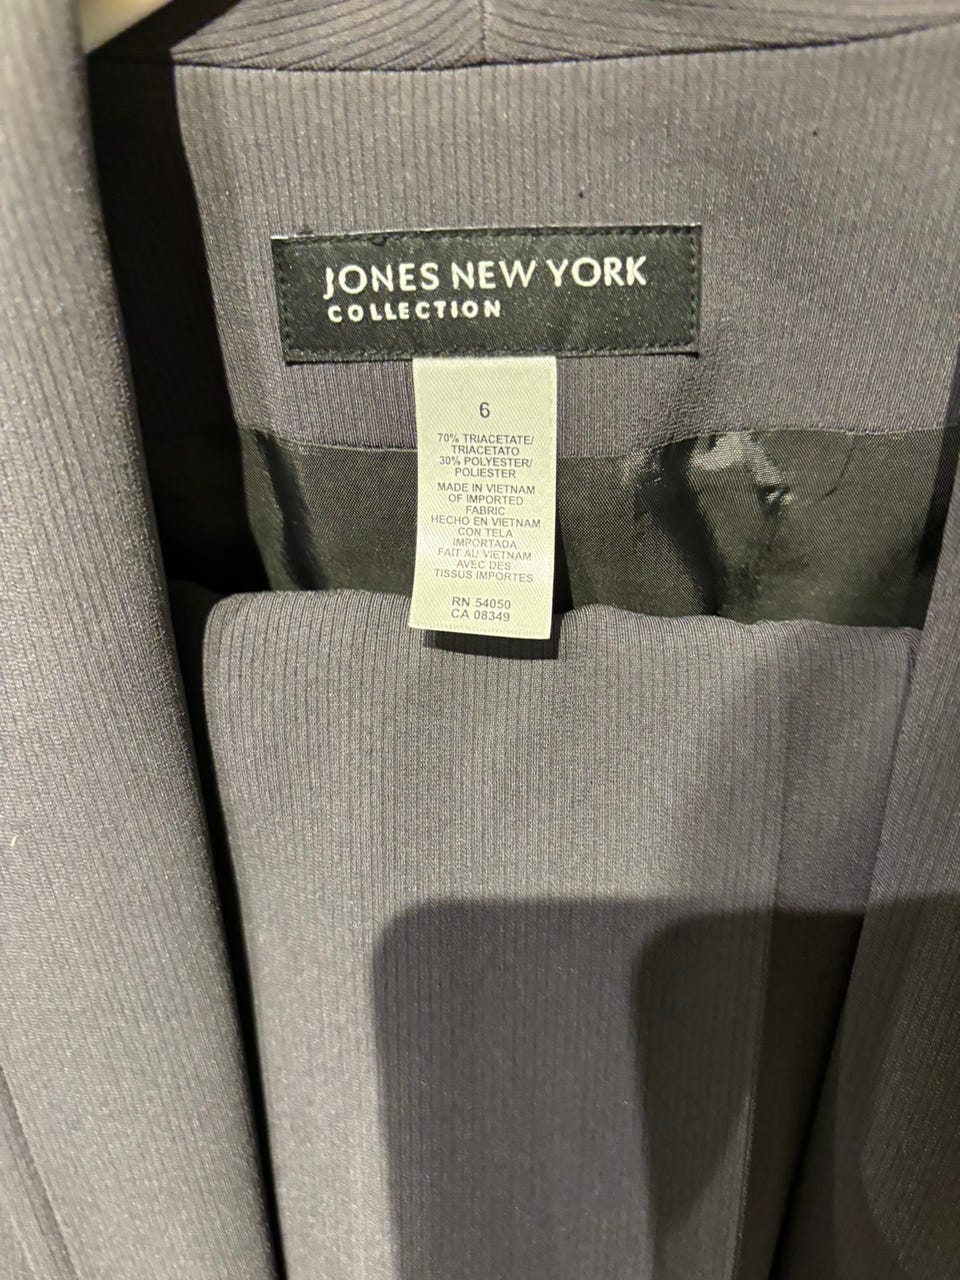 JONES NEW YORK
COLLECTION
6
70% TRIACETATE/
TRIACETATO
30% POLYESTER/
POLIESTER
MADE IN VIETNAM
OF IMPORTED
FABRIC
HECHO EN VIETNAM
CON TELA
IMPORTADA
FAIT AU VIETNAM
AVEC DES
TISSUS IMPORTES
RN 54050
CA 08349